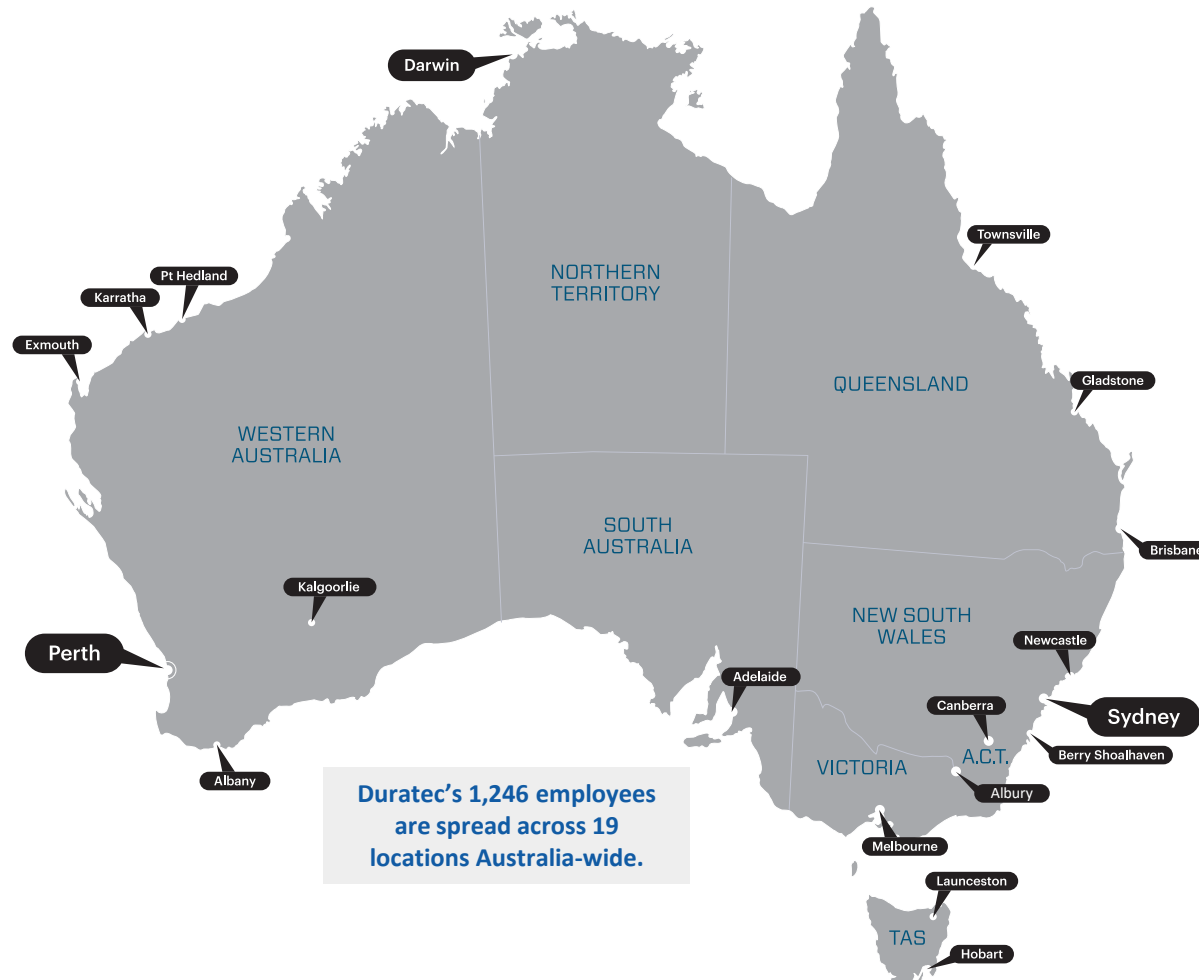 Darwin
Townsville
NORTHERN
TERRITORY
Pt Hedland
Karratha
Exmouth
Gladstone
QUEENSLAND
WESTERN
AUSTRALIA
SOUTH
AUSTRALIA
Brisbane
Kalgoorlie
NEW SOUTH
WALES
Newcastle
Perth
Adelaide
Canberra
Sydney
A.C.T.
Berry Shoalhaven
VICTORIA
Albany
Albury
Duratec’s 1,246 employees
are spread across 19
locations Australia-wide.
Melbourne
Launceston
TAS
Hobart